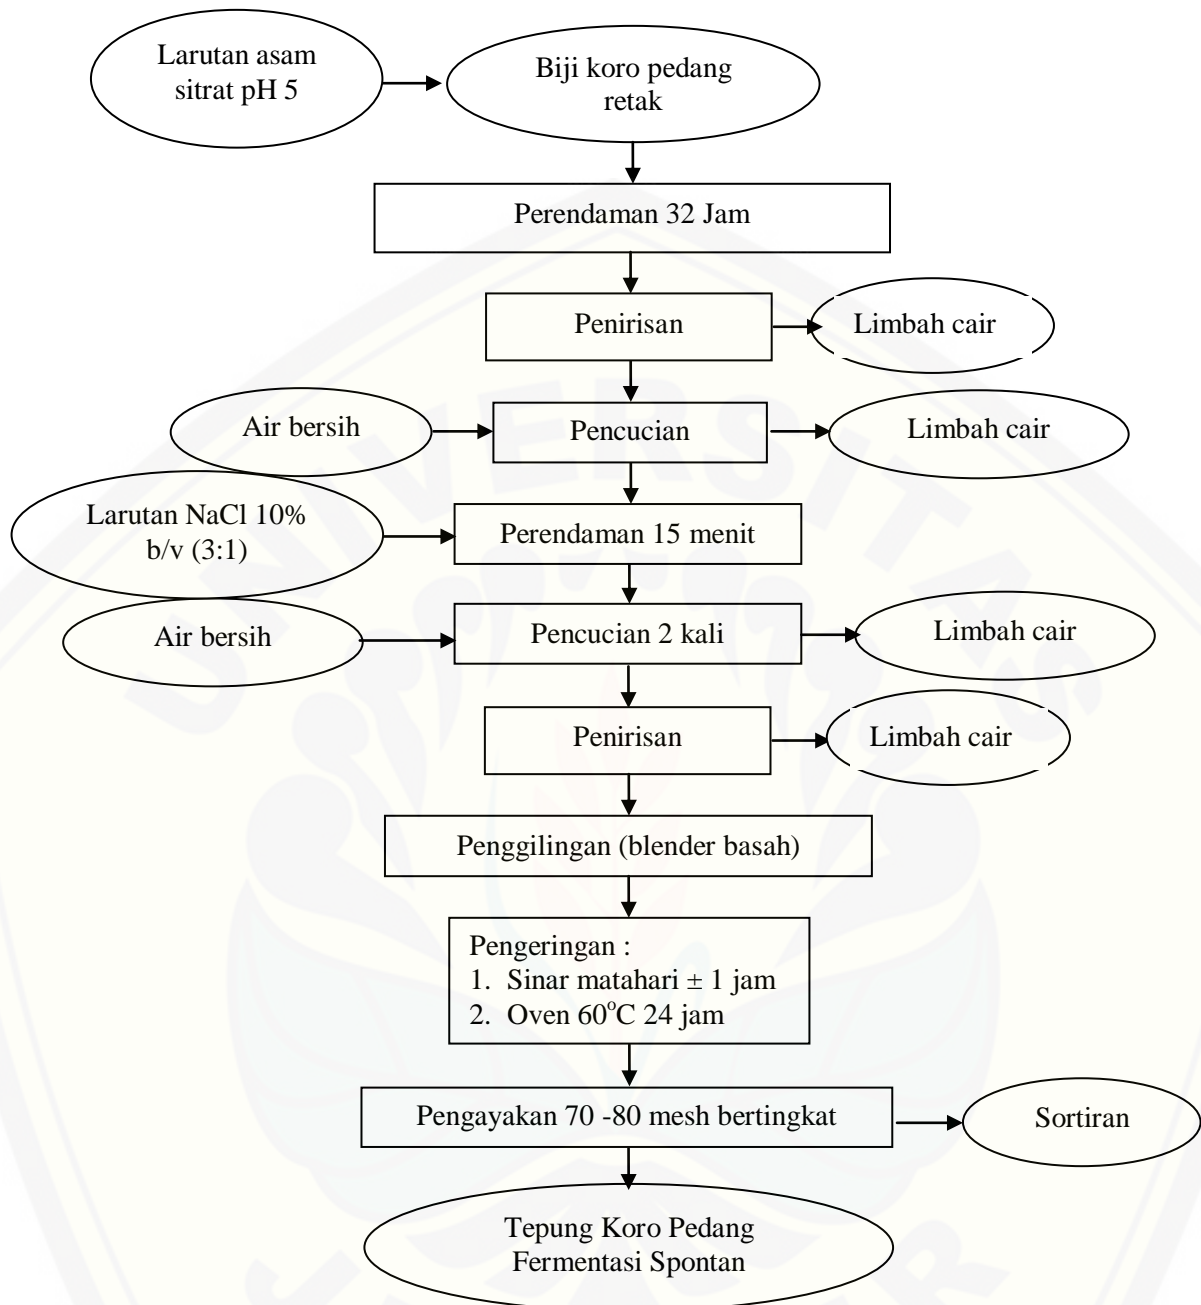 Larutan asam
sitrat pH 5
Biji koro pedang
retak
Perendaman 32 Jam
Penirisan
Limbah cair
Air bersih
Pencucian
Limbah cair
Larutan NaCl 10%
b/v (3:1)
Perendaman 15 menit
Air bersih
Pencucian 2 kali
Limbah cair
Penirisan
Limbah cair
Penggilingan (blender basah)
Pengeringan :
1. Sinar matahari ± 1 jam
2. Oven 60°C 24 jam
Pengayakan 70 -80 mesh bertingkat
Sortiran
Tepung Koro Pedang
Fermentasi Spontan
UNIVERSITAS